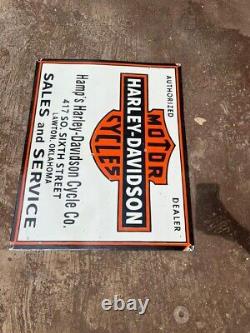 AUTHORIZED DEALER
MOTOR
HARLEY-DAVIDSON
CYCLES
Hamp's Harley-Davidson Cycle Co.
417 SO. SIXTH STREET
LAWTON, OKLAHOMA
SALES and SERVICE